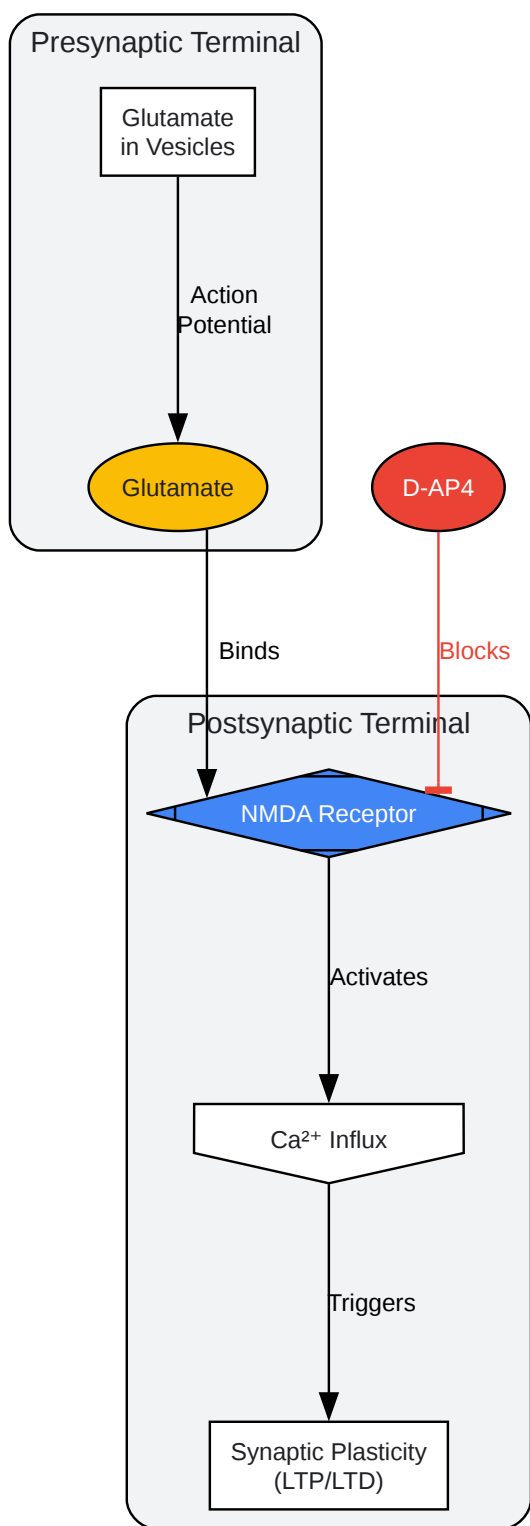 Presynaptic Terminal
Glutamate
in Vesicles
Action
Potential
Glutamate
D-AP4
Binds
Blocks
Postsynaptic Terminal
NMDA Receptor
Activates
Ca²⁺ Influx
Triggers
Synaptic Plasticity
(LTP/LTD)